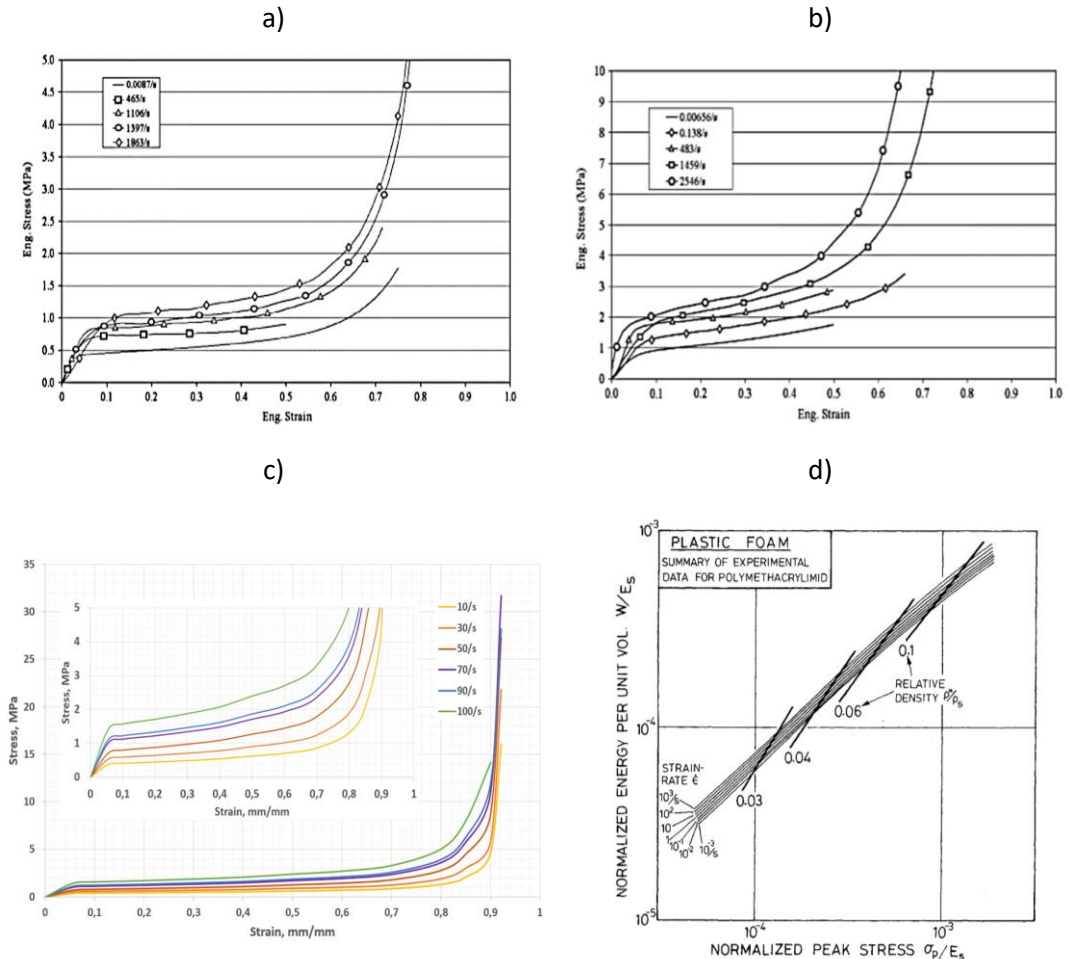 a)
5.0
4.5
4.0
3.5
3.0
2.5
2.0
1.5
1.0
0.5
0.0
Eng. Stress (MPa)
0.0087/s
465/s
1106/s
1397/s
1863/s
0 0.1 0.2 0.3 0.4 0.5 0.6 0.7 0.8 0.9 1.0
Eng. Strain
b)
10
9
8
7
6
5
4
3
2
1
0
Eng. Stress (MPa)
0.00656/s
0.138/s
483/s
1459/s
2546/s
0.0 0.1 0.2 0.3 0.4 0.5 0.6 0.7 0.8 0.9 1.0
Eng. Strain
c)
35
30
25
20
15
10
5
0
Stress, MPa
5
4
3
2
1
0
Stress, MPa
0 0,1 0,2 0,3 0,4 0,5 0,6 0,7 0,8 0,9 1
Strain, mm/mm
10/s
30/s
50/s
70/s
90/s
100/s
0 0,1 0,2 0,3 0,4 0,5 0,6 0,7 0,8 0,9 1
Strain, mm/mm
d)
10⁻³
10⁻⁴
10⁻⁵
NORMALIZED ENERGY PER UNIT VOL. W/Es
PLASTIC FOAM
SUMMARY OF EXPERIMENTAL
DATA FOR POLYMETHACRYLIMID
0.1
RELATIVE
DENSITY ρ*/ρs
0.06
0.04
0.03
STRAIN-
RATE ε̇
10³/s
10²
10
1
10⁻¹
10⁻²
10⁻³/s
10⁻⁴ 10⁻³
NORMALIZED PEAK STRESS σp/Es